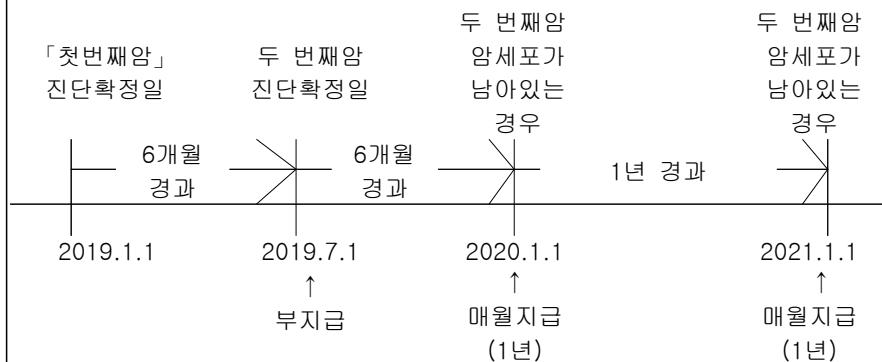 「첫번째암」
진단확정일
두 번째암
진단확정일
두 번째암
암세포가
남아있는
경우
두 번째암
암세포가
남아있는
경우
6개월
경과
6개월
경과
1년 경과
2019.1.1
2019.7.1
2020.1.1
2021.1.1
↑
부지급
↑
매월지급
(1년)
↑
매월지급
(1년)